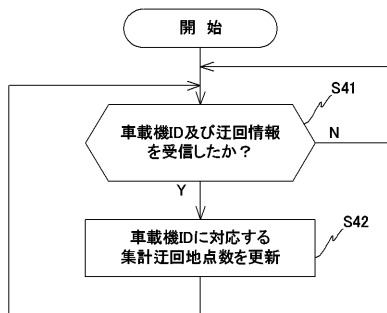 開 始
S41
車載機ID及び迂回情報
を受信したか？
N
Y
S42
車載機IDに対応する
集計迂回地点数を更新